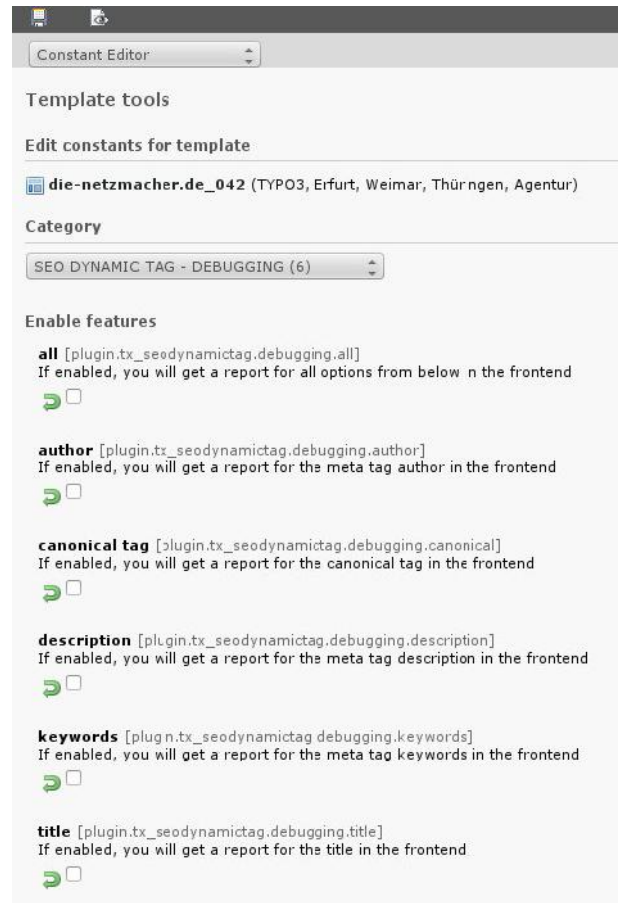 Constant Editor
Template tools
Edit constants for template
die-netzmacher.de_042 (TYPO3, Erfurt, Weimar, Thürngen, Agentur)
Category
SEO DYNAMIC TAG - DEBUGGING (6)
Enable features
all [plugin.tx_seodynamictag.debugging.all]
If enabled, you will get a report for all options from below in the frontend
author [plugin.tx_seodynamictag.debugging.author]
If enabled, you will get a report for the meta tag author in the frontend
canonical tag [plugin.tx_seodynamictag.debugging.canonical]
If enabled, you will get a report for the canonical tag in the frontend
description [plugin.tx_seodynamictag.debugging.description]
If enabled, you will get a report for the meta tag description in the frontend
keywords [plugin.tx_seodynamictag.debugging.keywords]
If enabled, you will get a report for the meta tag keywords in the frontend
title [plugin.tx_seodynamictag.debugging.title]
If enabled, you will get a report for the title in the frontend